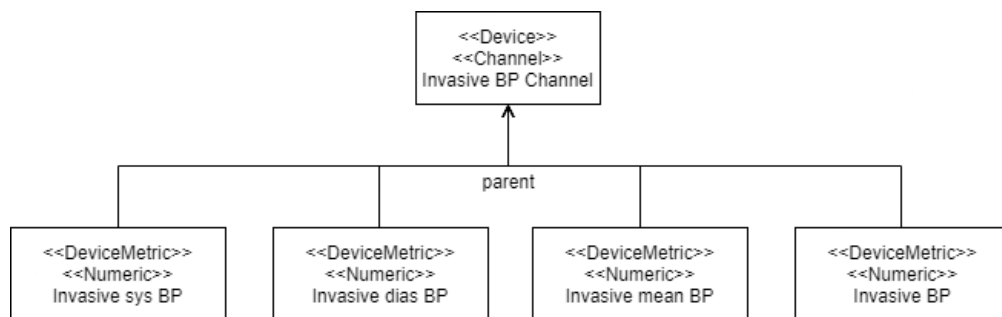 <<Device>>
<<Channel>>
Invasive BP Channel
parent
<<DeviceMetric>>
<<Numeric>>
Invasive sys BP
<<DeviceMetric>>
<<Numeric>>
Invasive dias BP
<<DeviceMetric>>
<<Numeric>>
Invasive mean BP
<<DeviceMetric>>
<<Numeric>>
Invasive BP